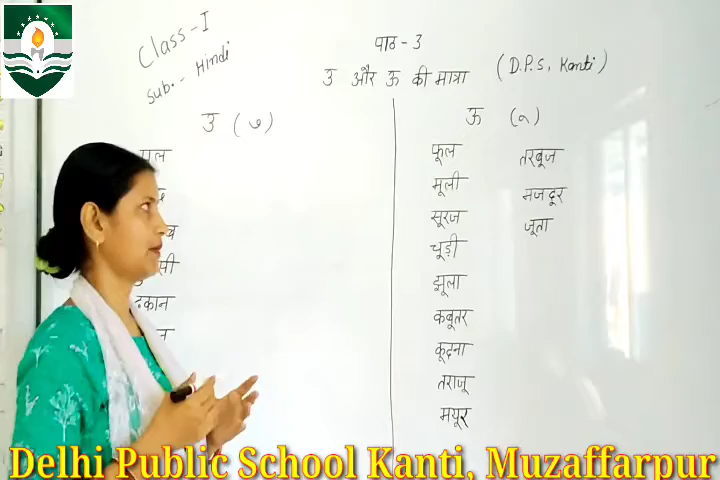 Class-I
Sub.- Hindi
पाठ-3
उ और ऊ की मात्रा (D.P.S, Kanti)
उ (ु)
ऊ (ू)
फूल
मूली
सूरज
चूड़ी
झूला
कबूतर
कूदना
तराजू
मयूर
तरबूज
मजदूर
जूता
Delhi Public School Kanti, Muzaffarpur